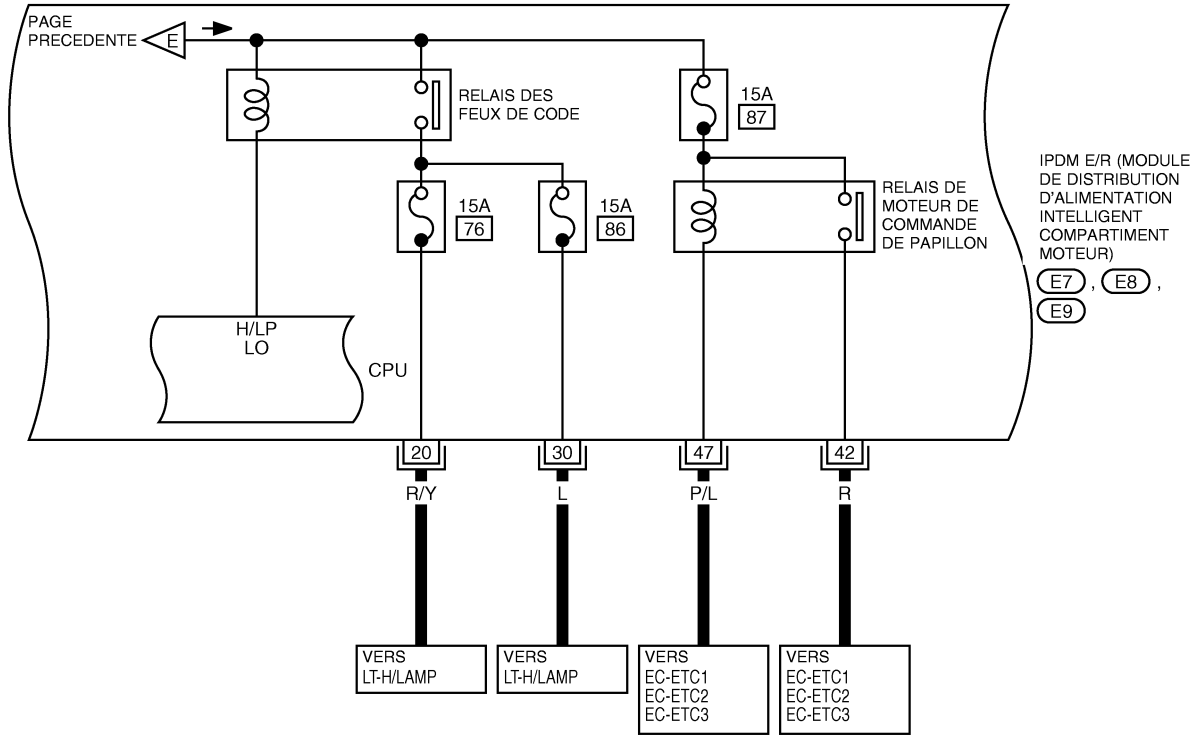 PAGE
PRECEDENTE
E
RELAIS DES
FEUX DE CODE
15A
87
15A
76
15A
86
RELAIS DE
MOTEUR DE
COMMANDE
DE PAPILLON
IPDM E/R (MODULE
DE DISTRIBUTION
D'ALIMENTATION
INTELLIGENT
COMPARTIMENT
MOTEUR)
E7 , E8 ,
E9
H/LP
LO
CPU
20
30
47
42
R/Y
L
P/L
R
VERS
LT-H/LAMP
VERS
LT-H/LAMP
VERS
EC-ETC1
EC-ETC2
EC-ETC3
VERS
EC-ETC1
EC-ETC2
EC-ETC3